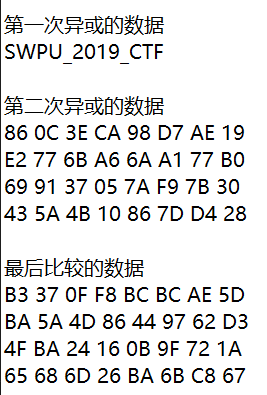 第一次异或的数据
SWPU_2019_CTF
第二次异或的数据
86 0C 3E CA 98 D7 AE 19
E2 77 6B A6 6A A1 77 B0
69 91 37 05 7A F9 7B 30
43 5A 4B 10 86 7D D4 28
最后比较的数据
B3 37 0F F8 BC BC AE 5D
BA 5A 4D 86 44 97 62 D3
4F BA 24 16 0B 9F 72 1A
65 68 6D 26 BA 6B C8 67